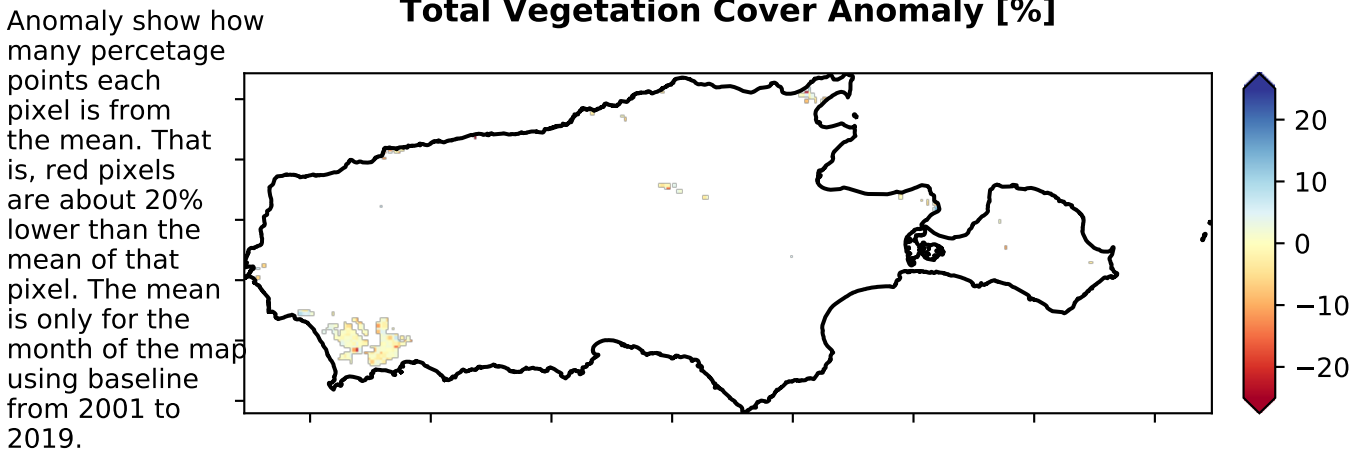 Total Vegetation Cover Anomaly [%]
Anomaly show how
many percetage
points each
pixel is from
the mean. That
is, red pixels
are about 20%
lower than the
mean of that
pixel. The mean
is only for the
month of the map
using baseline
from 2001 to
2019.
20
10
0
−10
−20